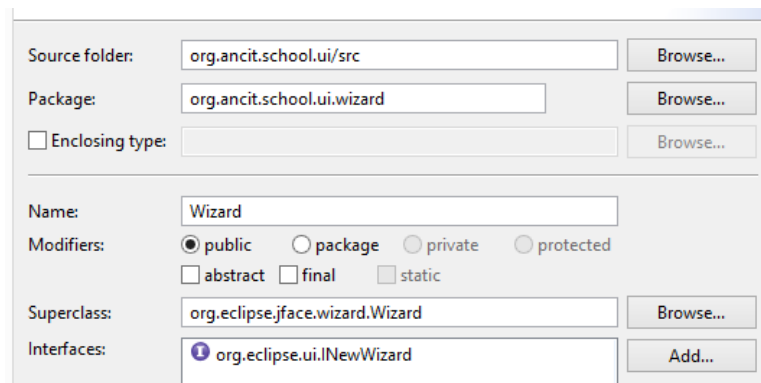 Source folder: org.ancit.school.ui/src Browse...
Package: org.ancit.school.ui.wizard Browse...
Enclosing type: Browse...
Name: Wizard
Modifiers: public package private protected
abstract final static
Superclass: org.eclipse.jface.wizard.Wizard Browse...
Interfaces: I org.eclipse.ui.INewWizard Add...